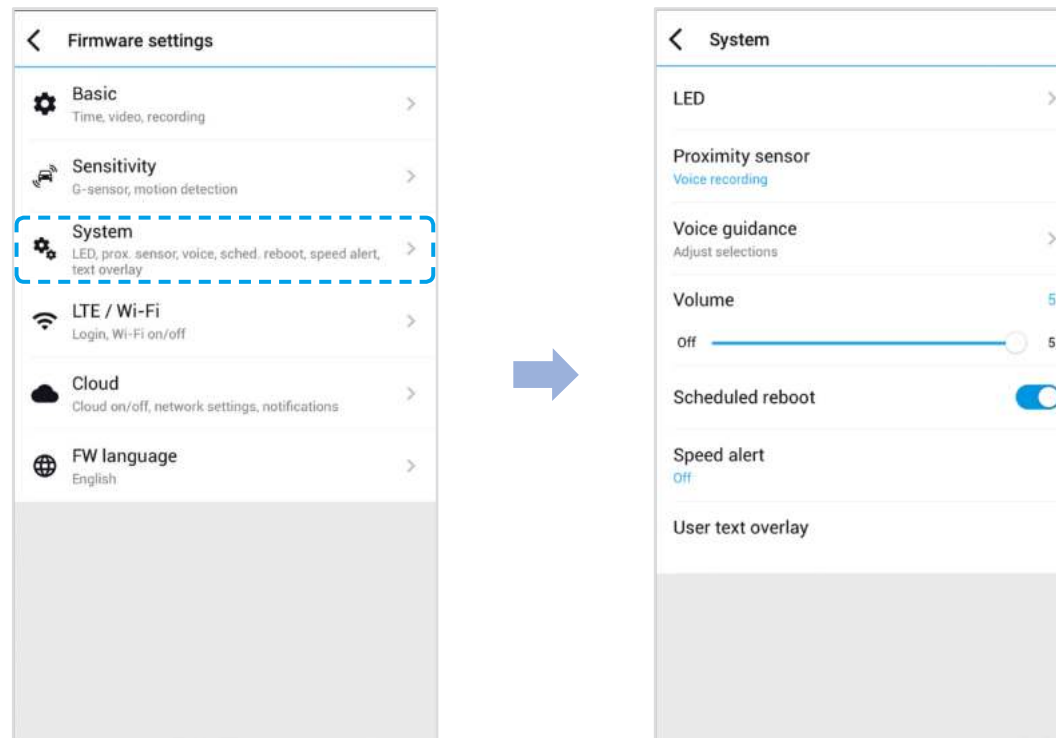 Firmware settings
Basic
Time, video, recording
Sensitivity
G-sensor, motion detection
System
LED, prox. sensor, voice, sched. reboot, speed alert,
text overlay
LTE / Wi-Fi
Login, Wi-Fi on/off
Cloud
Cloud on/off, network settings, notifications
FW language
English
System
LED
Proximity sensor
Voice recording
Voice guidance
Adjust selections
Volume 5
Off 5
Scheduled reboot
Speed alert
Off
User text overlay